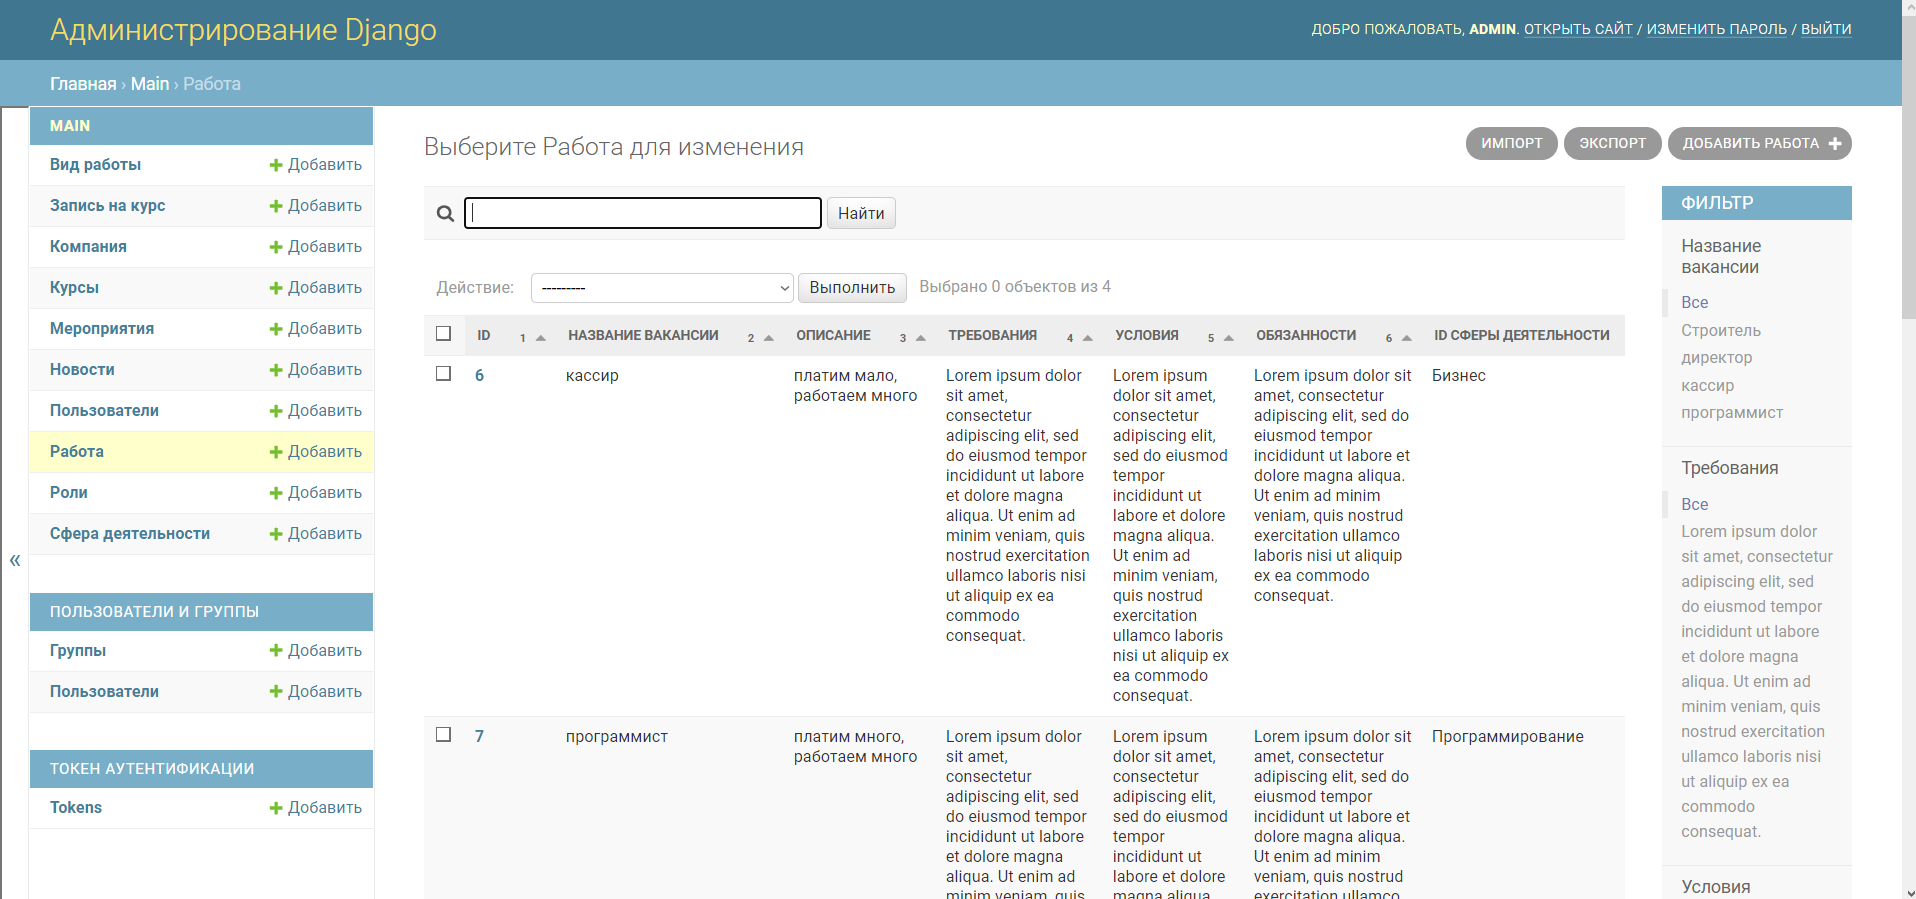 Администрирование Django
ДОБРО ПОЖАЛОВАТЬ, ADMIN. ОТКРЫТЬ САЙТ / ИЗМЕНИТЬ ПАРОЛЬ / ВЫЙТИ
Главная › Main › Работа
MAIN
Вид работы Добавить
Запись на курс Добавить
Компания Добавить
Курсы Добавить
Мероприятия Добавить
Новости Добавить
Пользователи Добавить
Работа Добавить
Роли Добавить
Сфера деятельности Добавить
«
ПОЛЬЗОВАТЕЛИ И ГРУППЫ
Группы Добавить
Пользователи Добавить
ТОКЕН АУТЕНТИФИКАЦИИ
Tokens Добавить
Выберите Работа для изменения
ИМПОРТ ЭКСПОРТ ДОБАВИТЬ РАБОТА
Найти
Действие: --------- Выполнить Выбрано 0 объектов из 4
ID 1 НАЗВАНИЕ ВАКАНСИИ 2 ОПИСАНИЕ 3 ТРЕБОВАНИЯ 4 УСЛОВИЯ 5 ОБЯЗАННОСТИ 6 ID СФЕРЫ ДЕЯТЕЛЬНОСТИ
6
кассир
платим мало,
работаем много
Lorem ipsum dolor
sit amet,
consectetur
adipiscing elit, sed
do eiusmod tempor
incididunt ut labore
et dolore magna
aliqua. Ut enim ad
minim veniam, quis
nostrud exercitation
ullamco laboris nisi
ut aliquip ex ea
commodo
consequat.
Lorem ipsum
dolor sit amet,
consectetur
adipiscing elit,
sed do eiusmod
tempor
incididunt ut
labore et dolore
magna aliqua.
Ut enim ad
minim veniam,
quis nostrud
exercitation
ullamco laboris
nisi ut aliquip ex
ea commodo
consequat.
Lorem ipsum dolor sit
amet, consectetur
adipiscing elit, sed do
eiusmod tempor
incididunt ut labore et
dolore magna aliqua.
Ut enim ad minim
veniam, quis nostrud
exercitation ullamco
laboris nisi ut aliquip
ex ea commodo
consequat.
Бизнес
7
программист
платим много,
работаем много
Lorem ipsum dolor
sit amet,
consectetur
adipiscing elit, sed
do eiusmod tempor
incididunt ut labore
et dolore magna
aliqua. Ut enim ad
minim veniam, quis
Lorem ipsum
dolor sit amet,
consectetur
adipiscing elit,
sed do eiusmod
tempor
incididunt ut
labore et dolore
magna aliqua.
Lorem ipsum dolor sit
amet, consectetur
adipiscing elit, sed do
eiusmod tempor
incididunt ut labore et
dolore magna aliqua.
Ut enim ad minim
veniam, quis nostrud
exercitation ullamco
Программирование
ФИЛЬТР
Название
вакансии
Все
Строитель
директор
кассир
программист
Требования
Все
Lorem ipsum dolor
sit amet, consectetur
adipiscing elit, sed
do eiusmod tempor
incididunt ut labore
et dolore magna
aliqua. Ut enim ad
minim veniam, quis
nostrud exercitation
ullamco laboris nisi
ut aliquip ex ea
commodo
consequat.
Условия